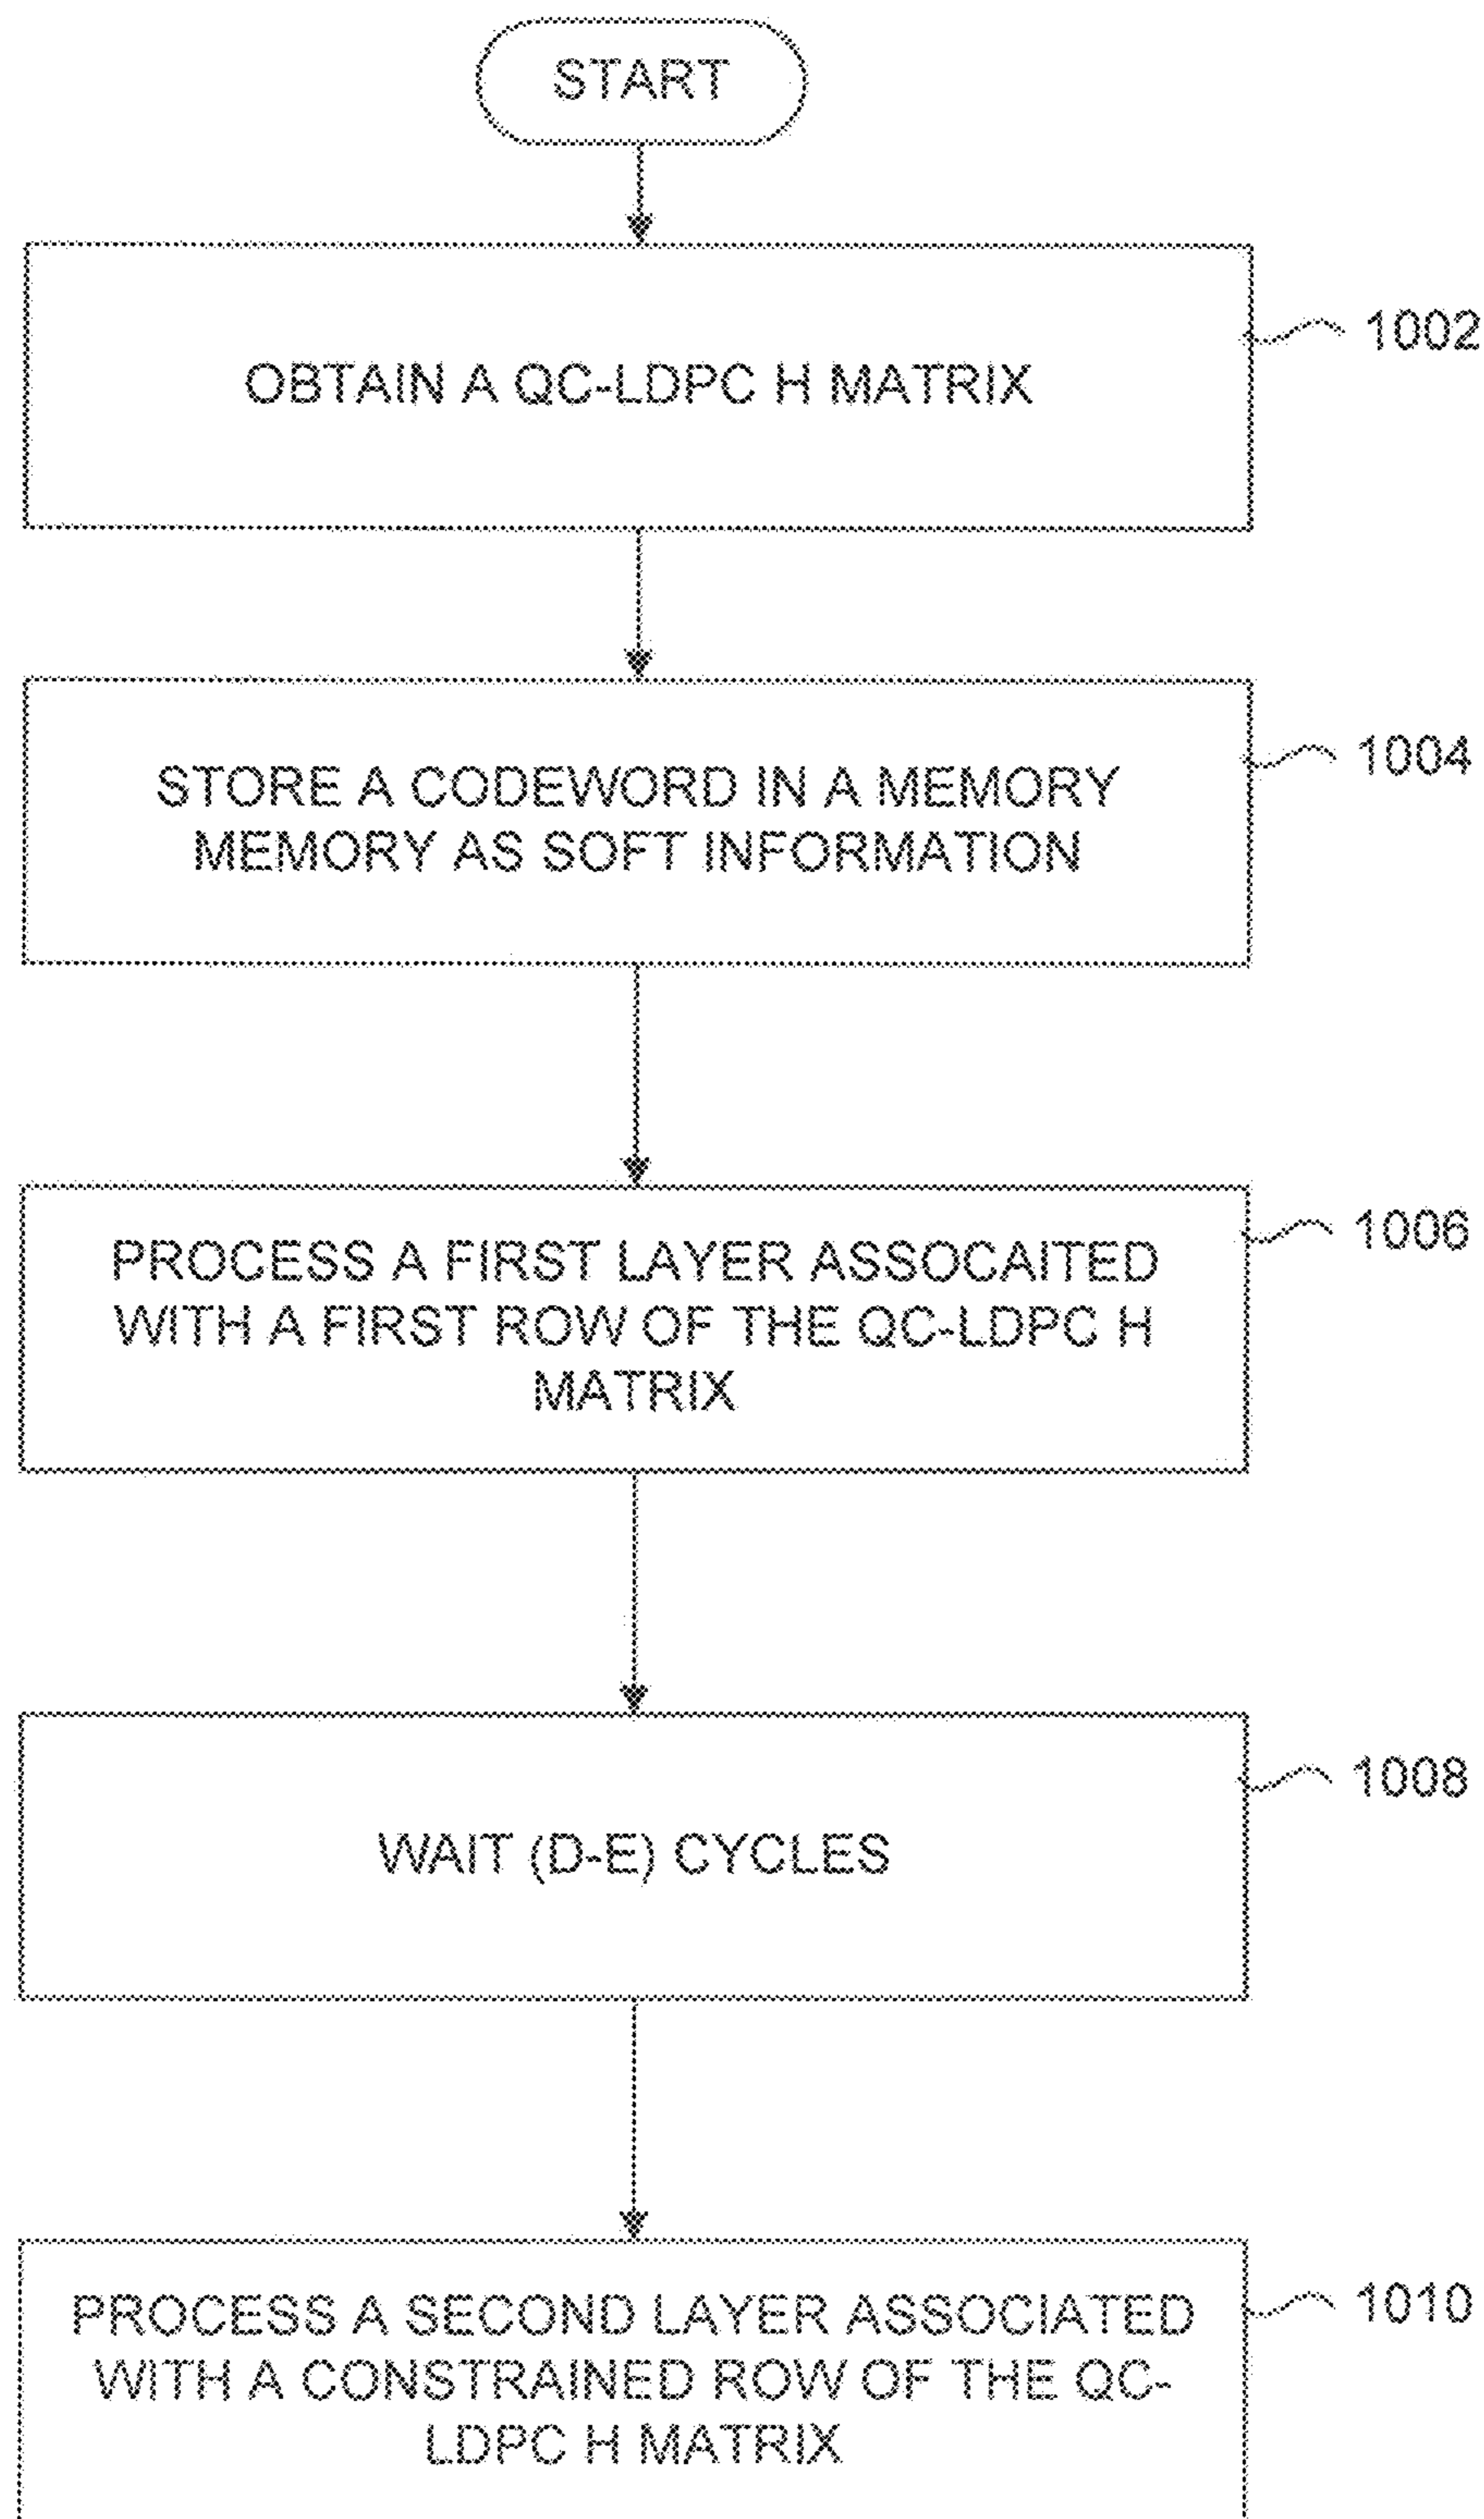 START
OBTAIN A QC-LDPC H MATRIX
1002
STORE A CODEWORD IN A MEMORY
MEMORY AS SOFT INFORMATION
1004
PROCESS A FIRST LAYER ASSOCAITED
WITH A FIRST ROW OF THE QC-LDPC H
MATRIX
1006
WAIT (D-E) CYCLES
1008
PROCESS A SECOND LAYER ASSOCIATED
WITH A CONSTRAINED ROW OF THE QC-
LDPC H MATRIX
1010